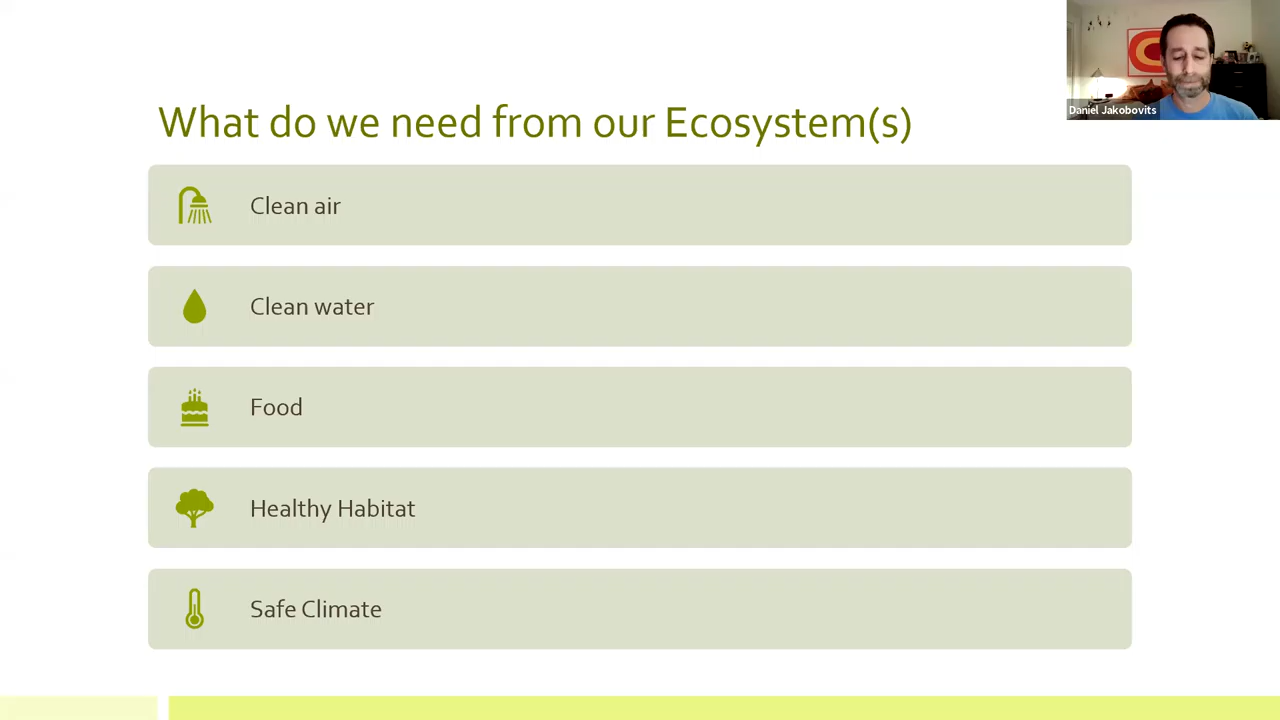 What do we need from our Ecosystem(s)
Daniel Jakobovits
Clean air
Clean water
Food
Healthy Habitat
Safe Climate